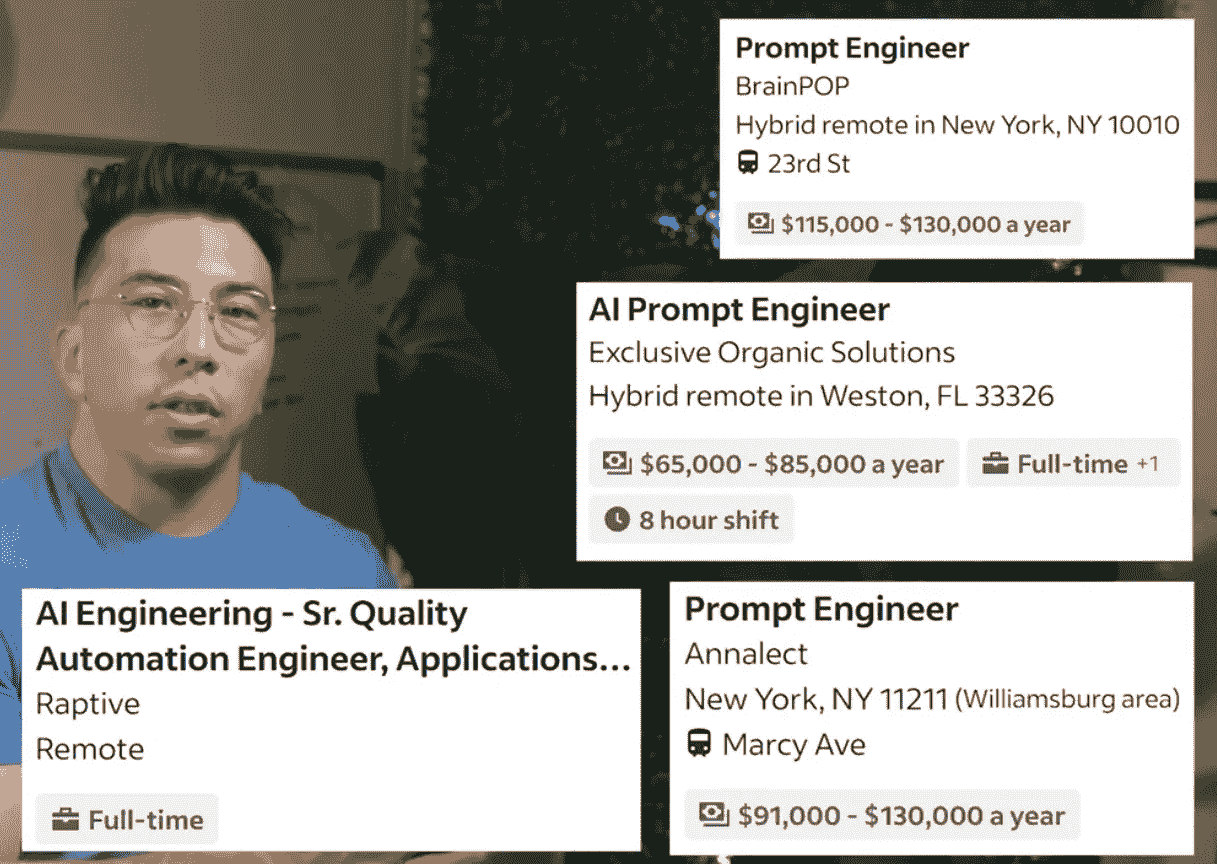 Prompt Engineer
BrainPOP
Hybrid remote in New York, NY 10010
23rd St
$115,000 - $130,000 a year
AI Prompt Engineer
Exclusive Organic Solutions
Hybrid remote in Weston, FL 33326
$65,000 - $85,000 a year
Full-time +1
8 hour shift
AI Engineering - Sr. Quality
Automation Engineer, Applications...
Raptive
Remote
Full-time
Prompt Engineer
Annalect
New York, NY 11211 (Williamsburg area)
Marcy Ave
$91,000 - $130,000 a year